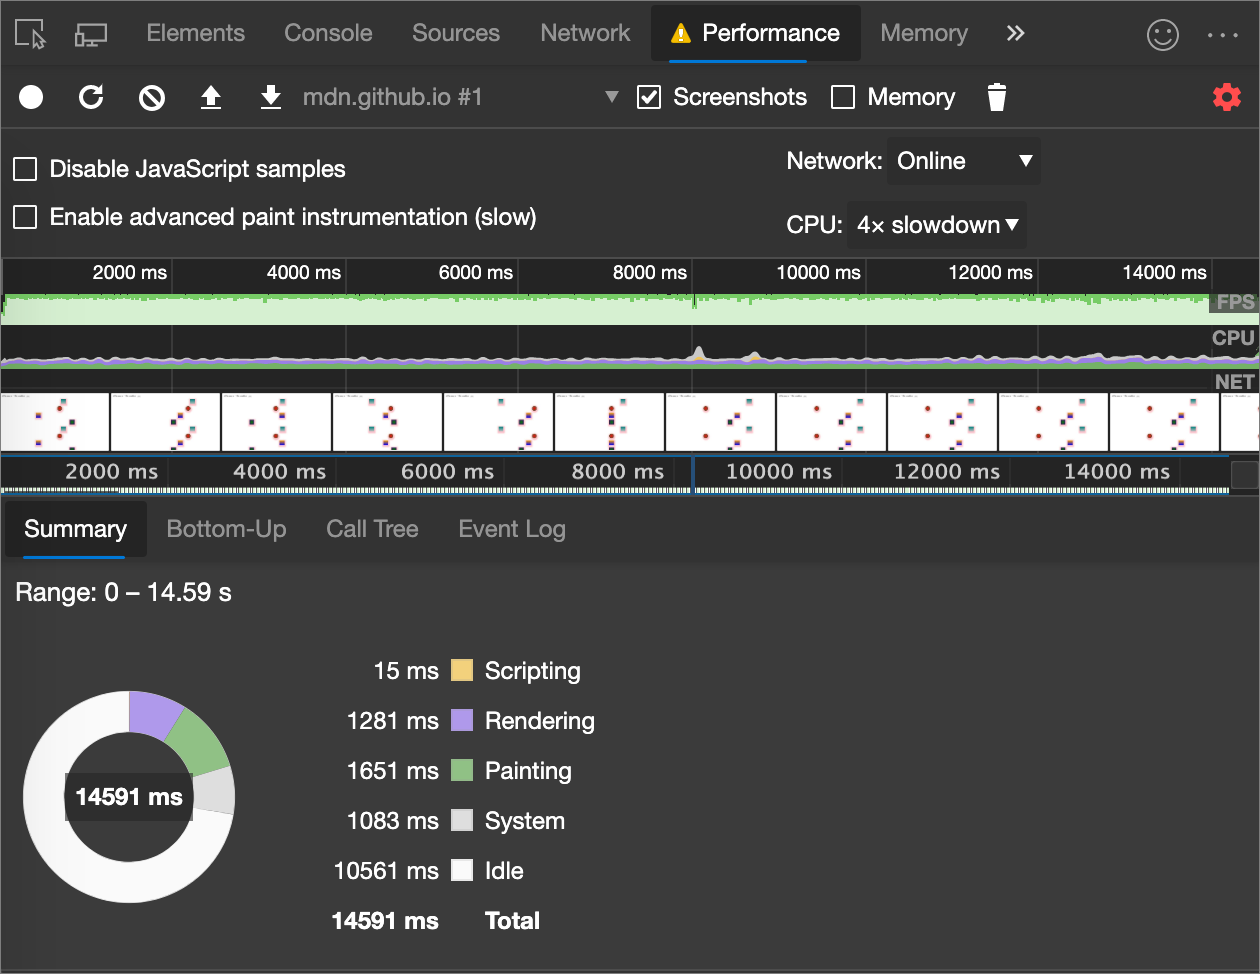 Elements Console Sources Network Performance Memory »
mdn.github.io #1 Screenshots Memory
Disable JavaScript samples Network: Online
Enable advanced paint instrumentation (slow)
CPU: 4× slowdown
2000 ms 4000 ms 6000 ms 8000 ms 10000 ms 12000 ms 14000 ms
FPS
CPU
NET
2000 ms 4000 ms 6000 ms 8000 ms 10000 ms 12000 ms 14000 ms
Summary Bottom-Up Call Tree Event Log
Range: 0 – 14.59 s
15 ms Scripting
1281 ms Rendering
1651 ms Painting
14591 ms
1083 ms System
10561 ms Idle
14591 ms Total